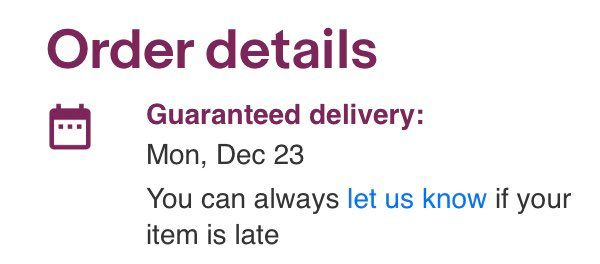 Order details
Guaranteed delivery:
Mon, Dec 23
You can always let us know if your
item is late